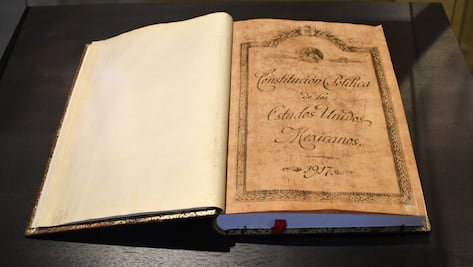 Constitución Política
de los
Estados Unidos
Mexicanos.
1917.